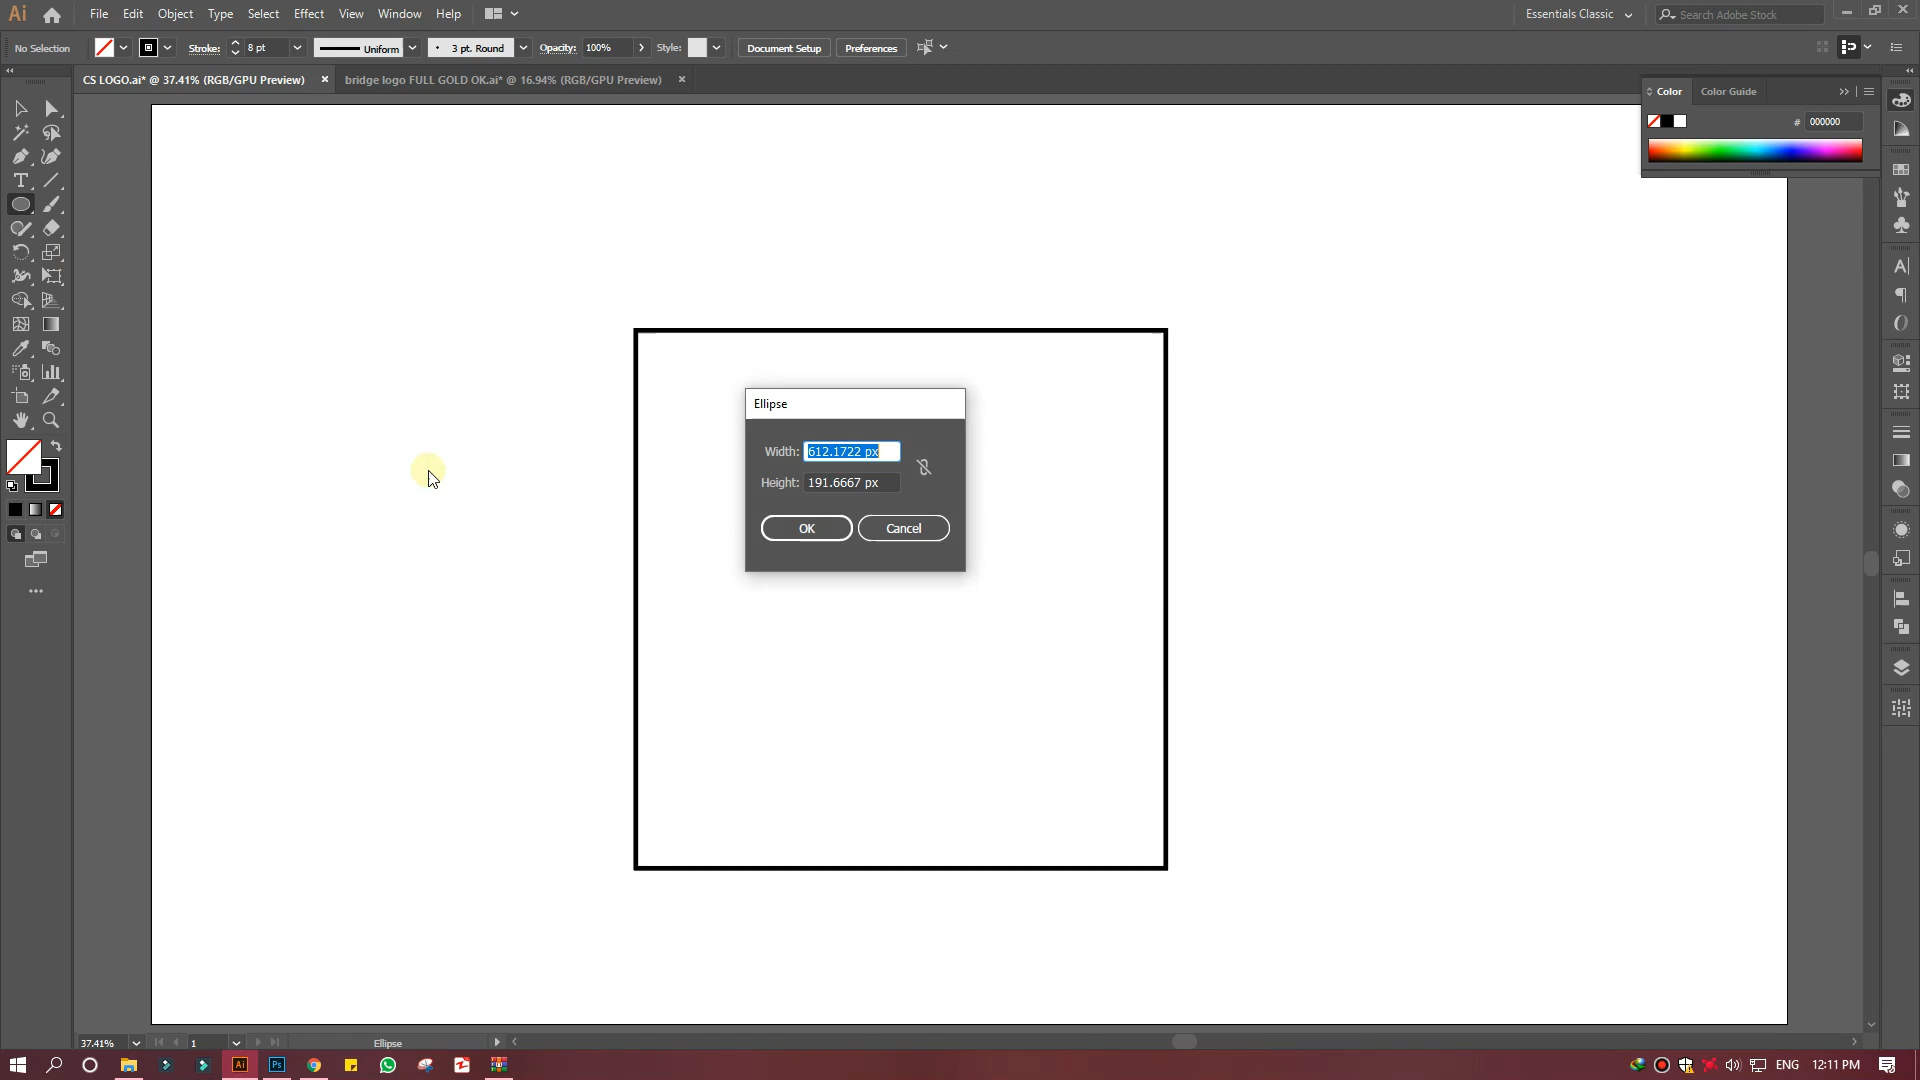 Ai File Edit Object Type Select Effect View Window Help Essentials Classic Search Adobe Stock
No Selection Stroke: 8 pt Uniform 3 pt. Round Opacity: 100% Style: Document Setup Preferences
CS LOGO.ai* @ 37.41% (RGB/GPU Preview) × bridge logo FULL GOLD OK.ai* @ 16.94% (RGB/GPU Preview) ×
Color Color Guide
# 000000
Ellipse
Width: 612.1722 px
Height: 191.6667 px
OK Cancel
37.41% 1 Ellipse
Ai Ps ENG 12:11 PM